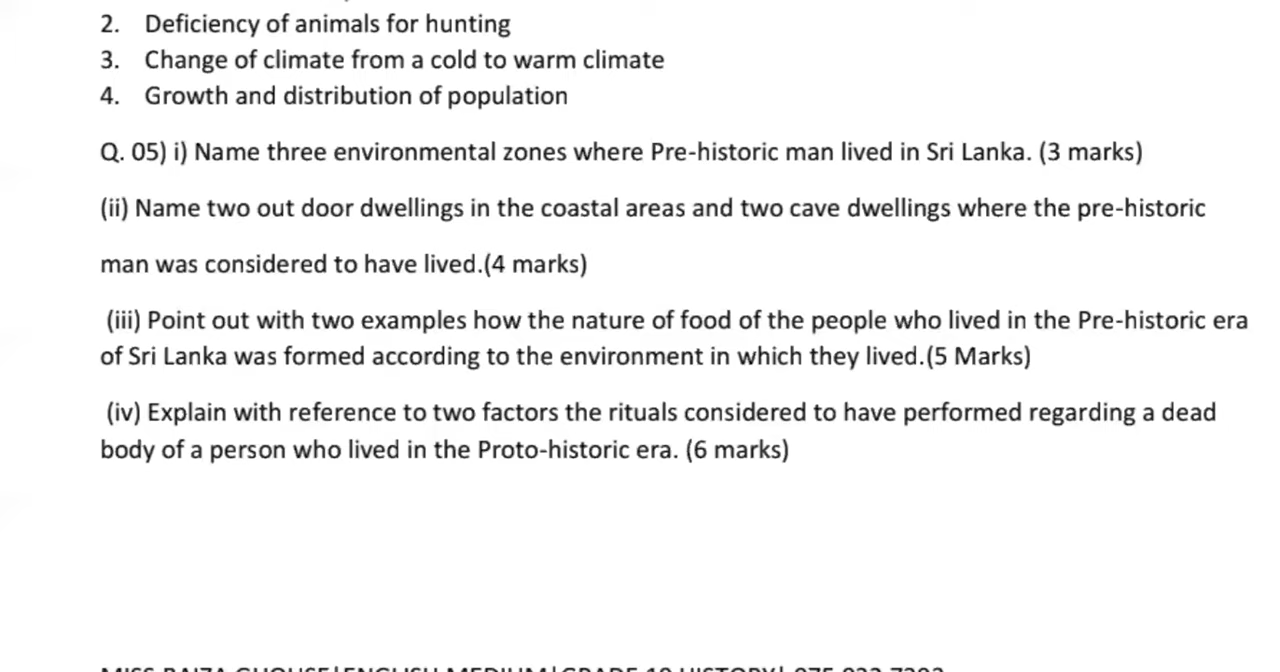 2. Deficiency of animals for hunting
3. Change of climate from a cold to warm climate
4. Growth and distribution of population
Q. 05) i) Name three environmental zones where Pre-historic man lived in Sri Lanka. (3 marks)
(ii) Name two out door dwellings in the coastal areas and two cave dwellings where the pre-historic
man was considered to have lived.(4 marks)
(iii) Point out with two examples how the nature of food of the people who lived in the Pre-historic era
of Sri Lanka was formed according to the environment in which they lived.(5 Marks)
(iv) Explain with reference to two factors the rituals considered to have performed regarding a dead
body of a person who lived in the Proto-historic era. (6 marks)